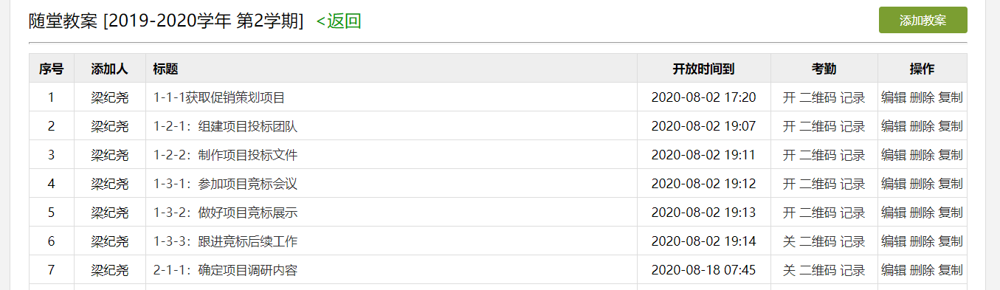 随堂教案 [2019-2020学年 第2学期] <返回 添加教案
序号 添加人 标题 开放时间到 考勤 操作
1 梁纪尧 1-1-1获取促销策划项目 2020-08-02 17:20 开 二维码 记录 编辑 删除 复制
2 梁纪尧 1-2-1：组建项目投标团队 2020-08-02 19:07 开 二维码 记录 编辑 删除 复制
3 梁纪尧 1-2-2：制作项目投标文件 2020-08-02 19:11 开 二维码 记录 编辑 删除 复制
4 梁纪尧 1-3-1：参加项目竞标会议 2020-08-02 19:12 开 二维码 记录 编辑 删除 复制
5 梁纪尧 1-3-2：做好项目竞标展示 2020-08-02 19:13 开 二维码 记录 编辑 删除 复制
6 梁纪尧 1-3-3：跟进竞标后续工作 2020-08-02 19:14 关 二维码 记录 编辑 删除 复制
7 梁纪尧 2-1-1：确定项目调研内容 2020-08-18 07:45 关 二维码 记录 编辑 删除 复制